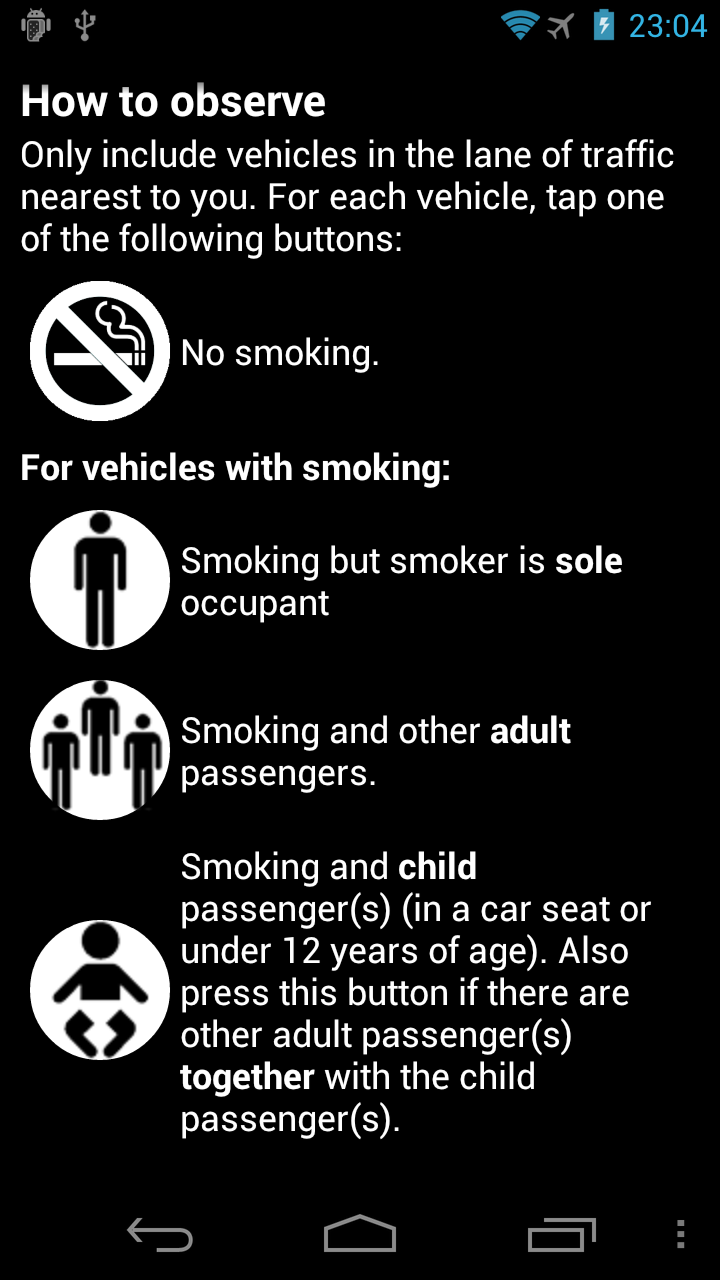 23:04
How to observe
Only include vehicles in the lane of traffic
nearest to you. For each vehicle, tap one
of the following buttons:
No smoking.
For vehicles with smoking:
Smoking but smoker is sole
occupant
Smoking and other adult
passengers.
Smoking and child
passenger(s) (in a car seat or
under 12 years of age). Also
press this button if there are
other adult passenger(s)
together with the child
passenger(s).